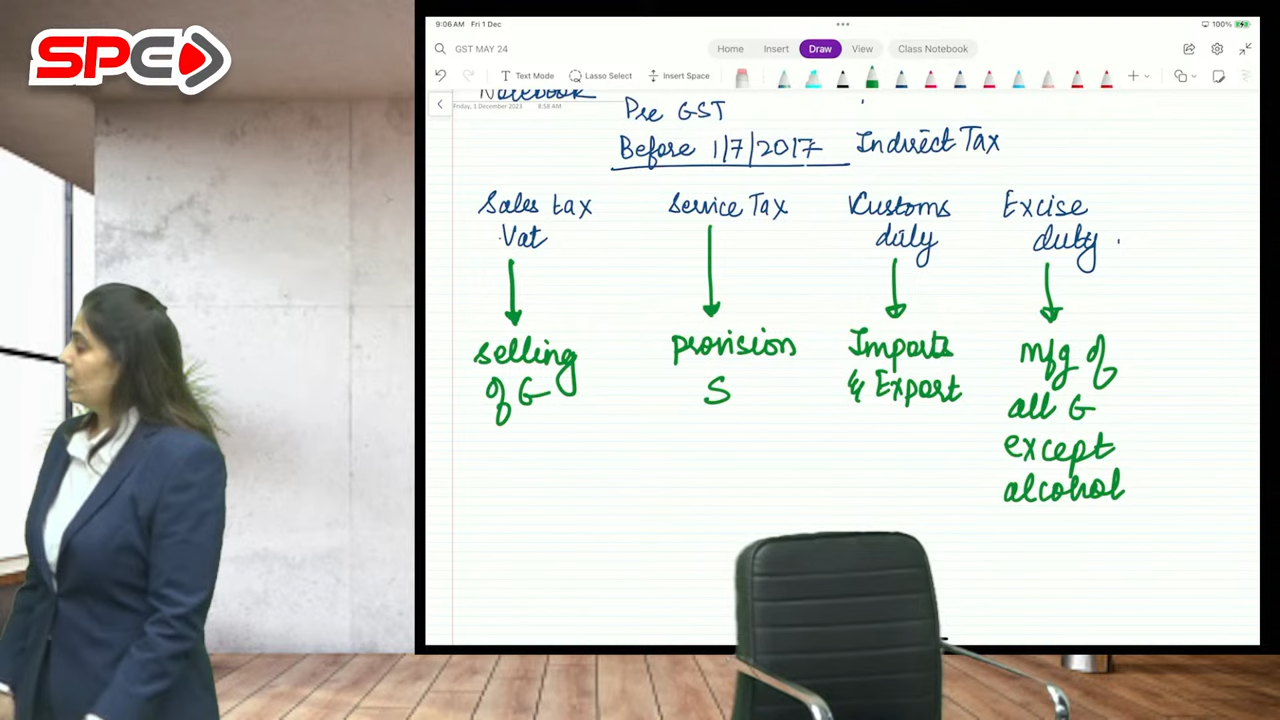 SPED
9:06 AM Fri 1 Dec
100%
GST MAY 24
Home Insert Draw View Class Notebook
Text Mode Lasso Select Insert Space
Notebook
Friday, 1 December 2023 8:58 AM
Pre GST
Before 1/7/2017 Indirect Tax
Sales tax Service Tax Customs Excise
Vat duty duty
selling provision Imports mfg of
of G S & Export all G
except
alcohol